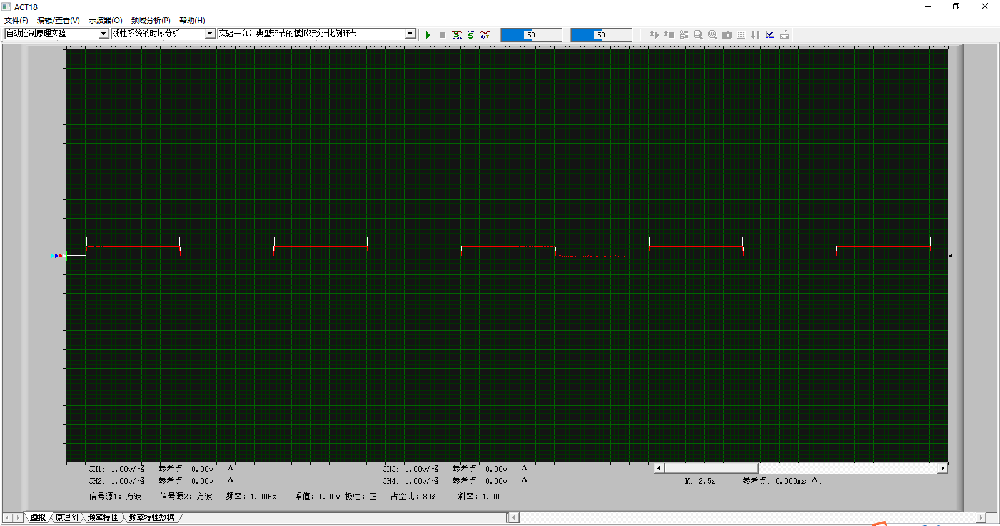 ACT18
文件(F) 编辑/查看(V) 示波器(O) 频域分析(P) 帮助(H)
自动控制原理实验 线性系统的时域分析 实验一(1) 典型环节的模拟研究-比例环节 50 50
CH1: 1.00v/格 参考点: 0.00v Δ: CH3: 1.00v/格 参考点: 0.00v Δ:
CH2: 1.00v/格 参考点: 0.00v Δ: CH4: 1.00v/格 参考点: 0.00v Δ: M: 2.5s 参考点: 0.000ms Δ:
信号源1: 方波 信号源2: 方波 频率: 1.00Hz 幅值: 1.00v 极性: 正 占空比: 80% 斜率: 1.00
虚拟 原理图 频率特性 频率特性数据